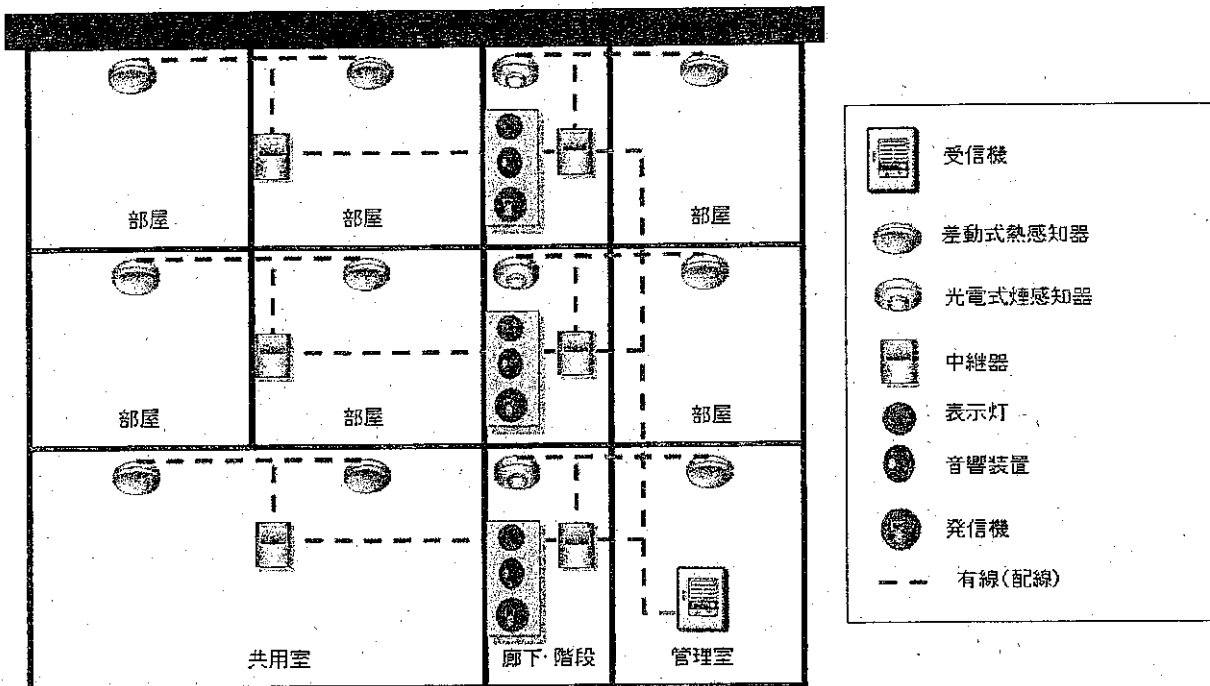 部屋
部屋
部屋
部屋
部屋
部屋
共用室
廊下・階段
管理室
受信機
差動式熱感知器
光電式煙感知器
中継器
表示灯
音響装置
発信機
有線(配線)